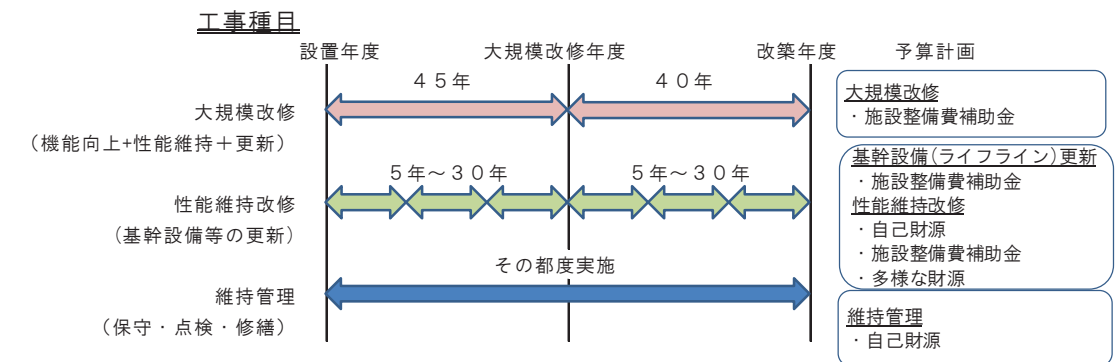 工事種目
設置年度
大規模改修年度
改築年度
予算計画
４５年
４０年
大規模改修
（機能向上+性能維持＋更新）
大規模改修
・施設整備費補助金
５年～３０年
５年～３０年
性能維持改修
（基幹設備等の更新）
基幹設備（ライフライン）更新
・施設整備費補助金
性能維持改修
・自己財源
・施設整備費補助金
・多様な財源
その都度実施
維持管理
（保守・点検・修繕）
維持管理
・自己財源